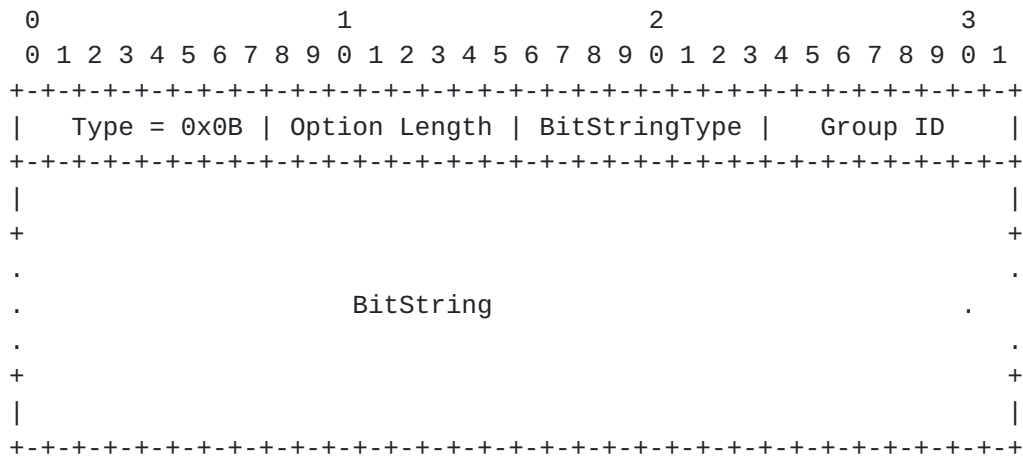 0                   1                   2                   3
 0 1 2 3 4 5 6 7 8 9 0 1 2 3 4 5 6 7 8 9 0 1 2 3 4 5 6 7 8 9 0 1
+-+-+-+-+-+-+-+-+-+-+-+-+-+-+-+-+-+-+-+-+-+-+-+-+-+-+-+-+-+-+-+-+
|   Type = 0x0B | Option Length | BitStringType |   Group ID    |
+-+-+-+-+-+-+-+-+-+-+-+-+-+-+-+-+-+-+-+-+-+-+-+-+-+-+-+-+-+-+-+-+
|                                                               |
+                                                               +
.                                                               .
.                     BitString                              .
.                                                               .
+                                                               +
|                                                               |
+-+-+-+-+-+-+-+-+-+-+-+-+-+-+-+-+-+-+-+-+-+-+-+-+-+-+-+-+-+-+-+-+